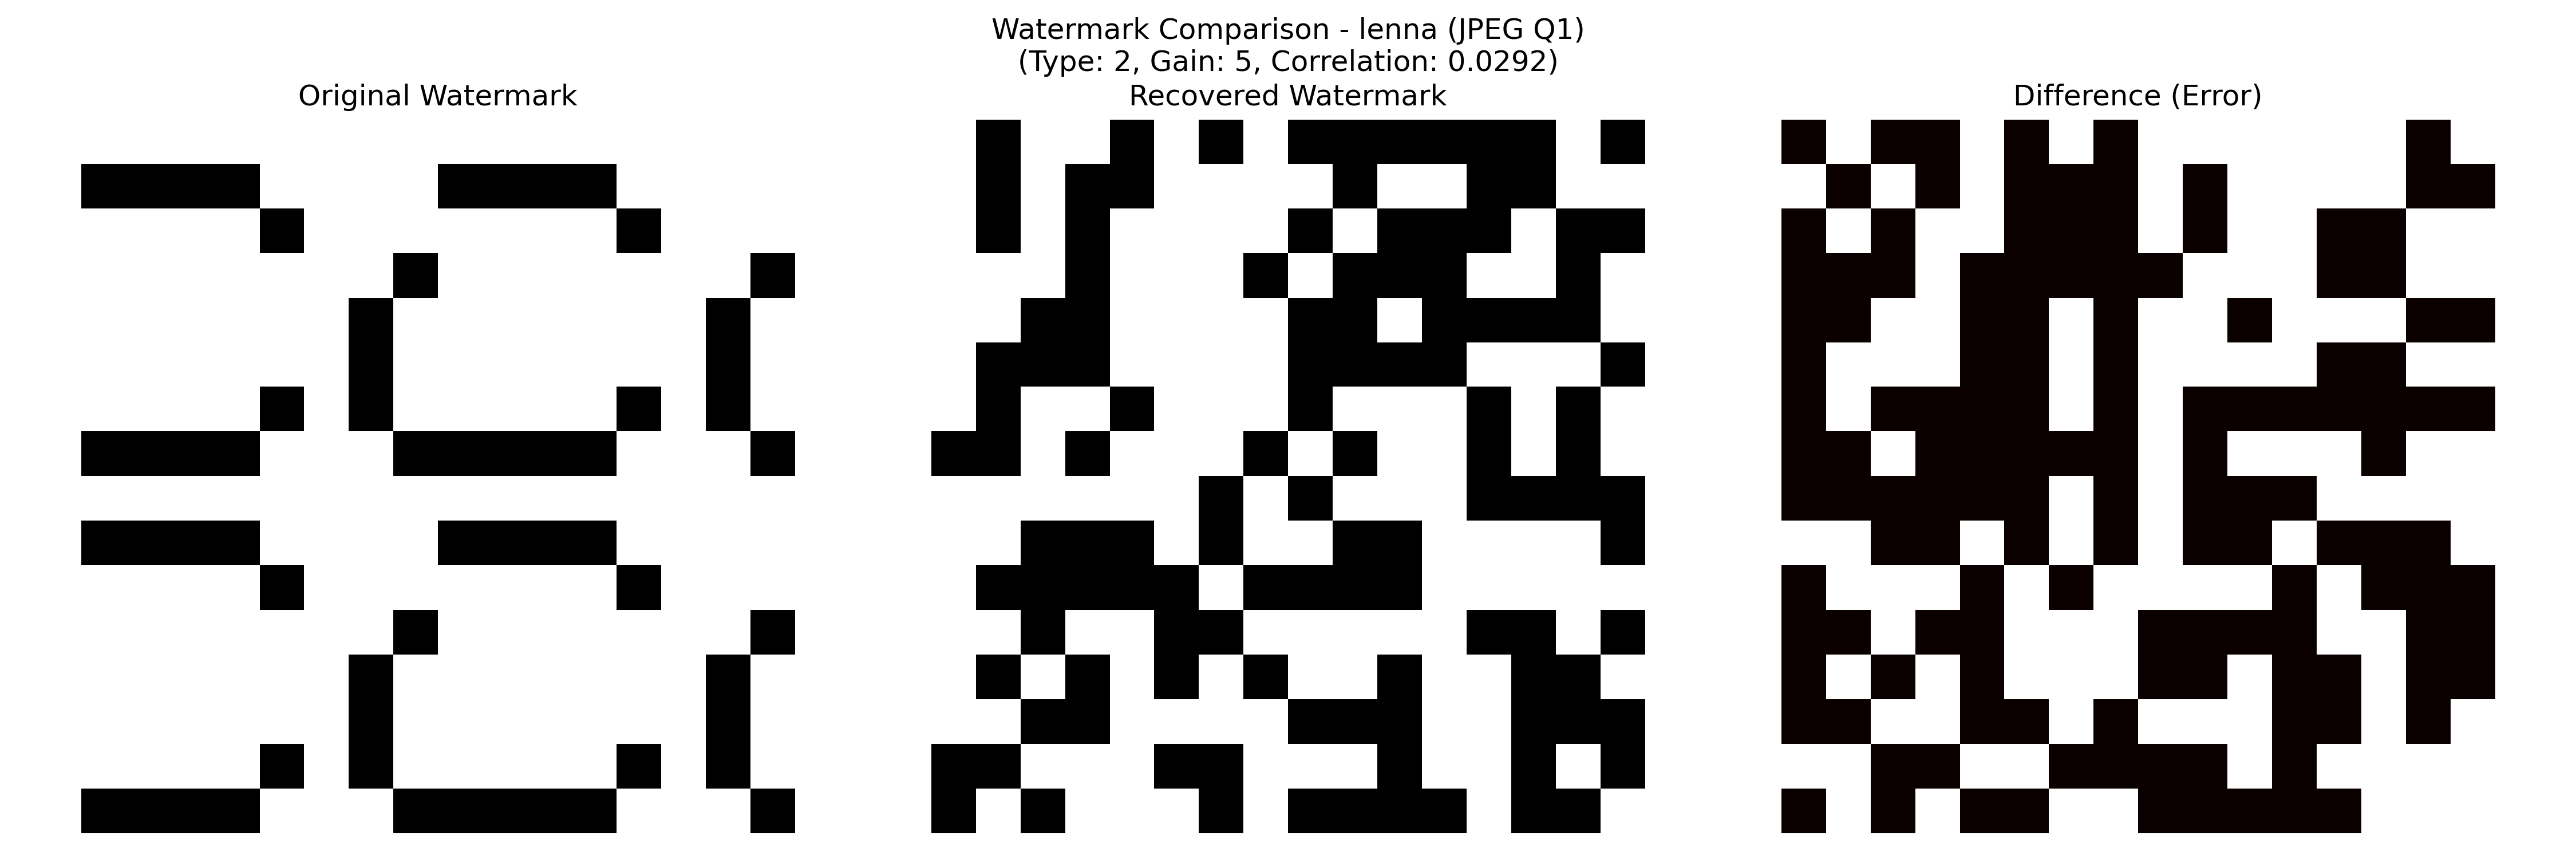 Watermark Comparison - lenna (JPEG Q1)
(Type: 2, Gain: 5, Correlation: 0.0292)
Original Watermark
Recovered Watermark
Difference (Error)